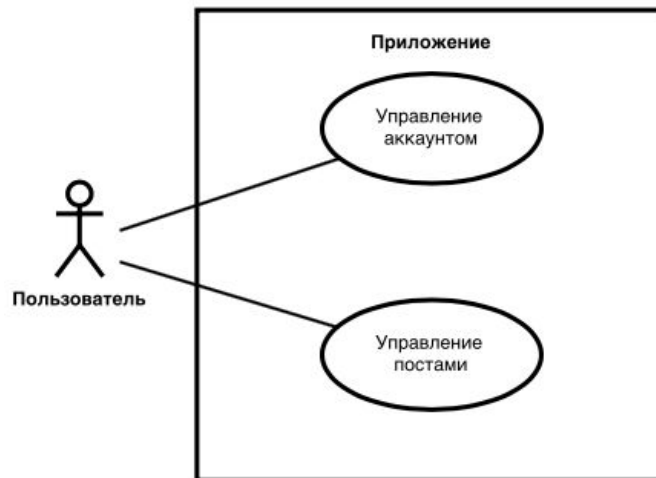 Приложение
Управление
аккаунтом
Пользователь
Управление
постами